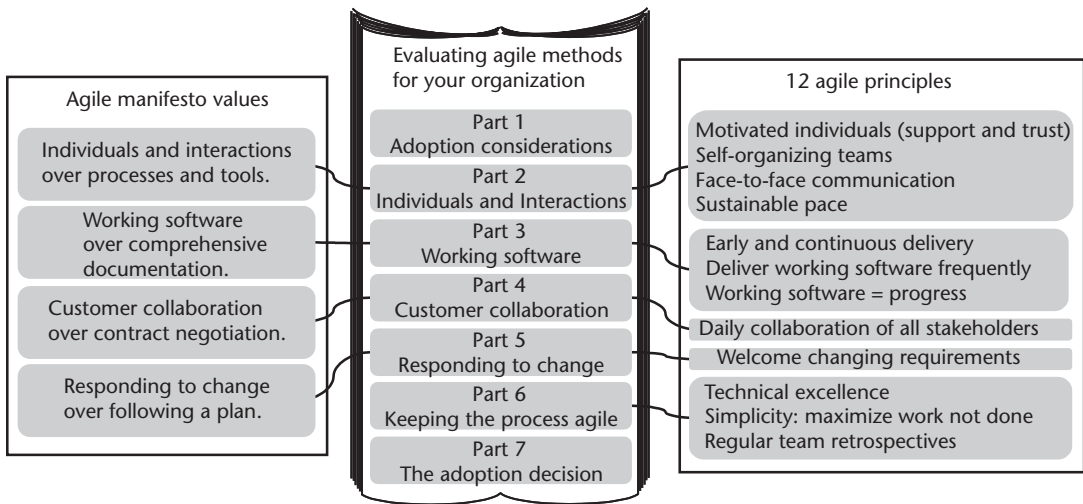 Agile manifesto values
Individuals and interactions
over processes and tools.
Working software
over comprehensive
documentation.
Customer collaboration
over contract negotiation.
Responding to change
over following a plan.
Evaluating agile methods
for your organization
Part 1
Adoption considerations
Part 2
Individuals and Interactions
Part 3
Working software
Part 4
Customer collaboration
Part 5
Responding to change
Part 6
Keeping the process agile
Part 7
The adoption decision
12 agile principles
Motivated individuals (support and trust)
Self-organizing teams
Face-to-face communication
Sustainable pace
Early and continuous delivery
Deliver working software frequently
Working software = progress
Daily collaboration of all stakeholders
Welcome changing requirements
Technical excellence
Simplicity: maximize work not done
Regular team retrospectives